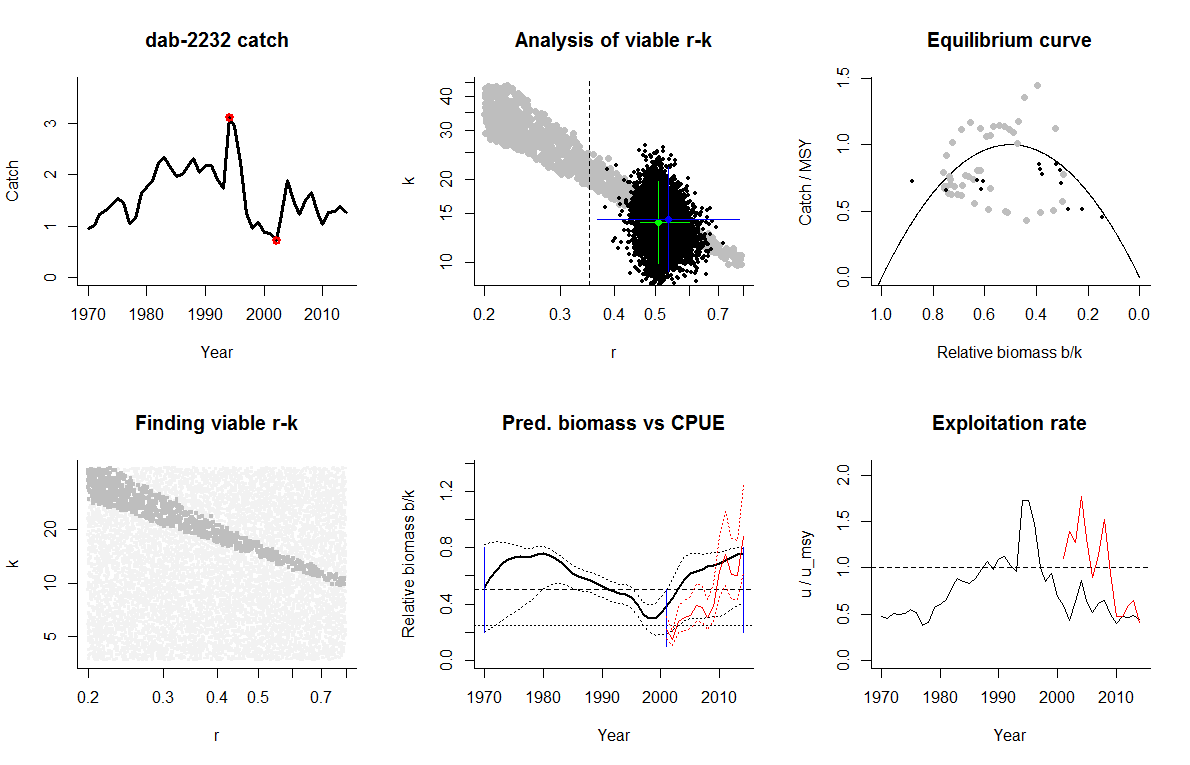 dab-2232 catch
Catch
3
2
1
0
1970 1980 1990 2000 2010
Year
Analysis of viable r-k
k
40
30
20
15
10
0.2 0.3 0.5 0.7
r
Equilibrium curve
Catch / MSY
1.5
1.0
0.5
0.0
1.0 0.8 0.6 0.4 0.2 0.0
Relative biomass b/k
Finding viable r-k
k
20
10
5
0.2 0.3 0.4 0.5 0.7
r
Pred. biomass vs CPUE
Relative biomass b/k
1.2
0.8
0.4
0.0
1970 1980 1990 2000 2010
Year
Exploitation rate
u / u_msy
2.0
1.5
1.0
0.5
0.0
1970 1980 1990 2000 2010
Year